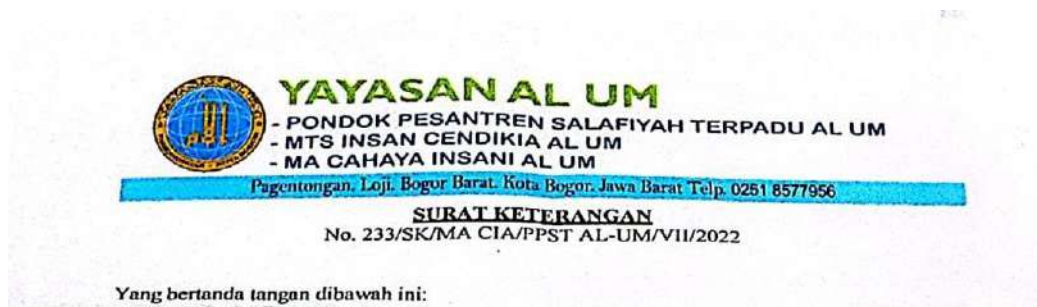 YAYASAN AL UM
- PONDOK PESANTREN SALAFIYAH TERPADU AL UM
- MTS INSAN CENDIKIA AL UM
- MA CAHAYA INSANI AL UM
Pagentongan, Loji, Bogor Barat. Kota Bogor. Jawa Barat Telp. 0251 8577956
SURAT KETERANGAN
No. 233/SK/MA CIA/PPST AL-UM/VII/2022
Yang bertanda tangan dibawah ini: